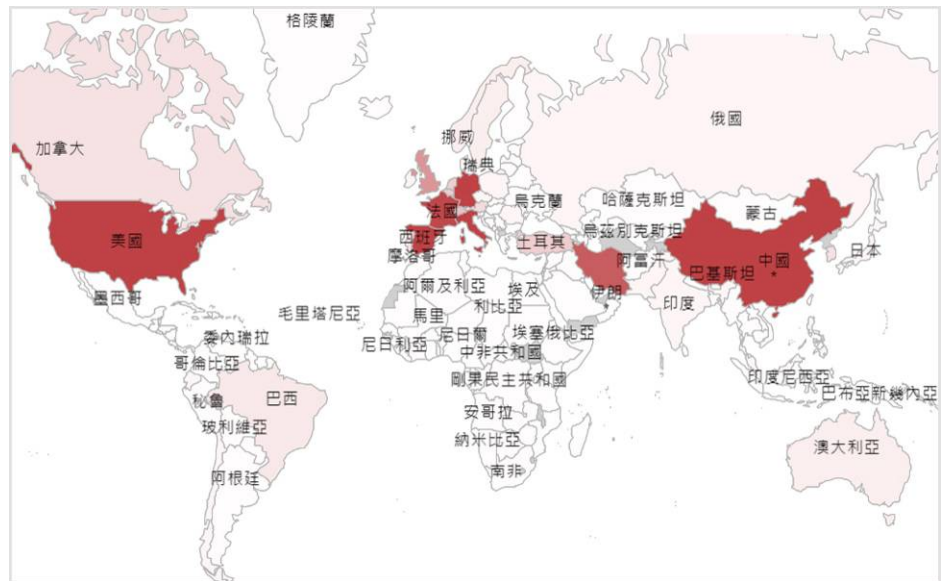 格陵蘭
俄國
挪威
加拿大
瑞典
烏克蘭
哈薩克斯坦
蒙古
法國
美國
西班牙
土耳其
烏茲別克斯坦
日本
摩洛哥
阿富汗
巴基斯坦
中國
墨西哥
阿爾及利亞
埃及
伊朗
印度
毛里塔尼亞
馬里
利比亞
委內瑞拉
尼日利亞
尼日爾
埃塞俄比亞
哥倫比亞
中非共和國
剛果民主共和國
印度尼西亞
巴布亞新幾內亞
秘魯
巴西
安哥拉
玻利維亞
納米比亞
澳大利亞
阿根廷
南非